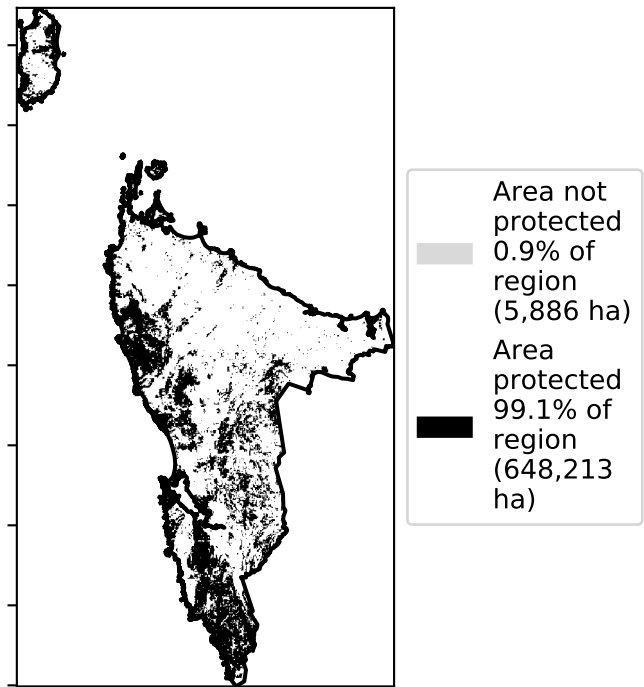 Area not
protected
0.9% of
region
(5,886 ha)
Area
protected
99.1% of
region
(648,213
ha)